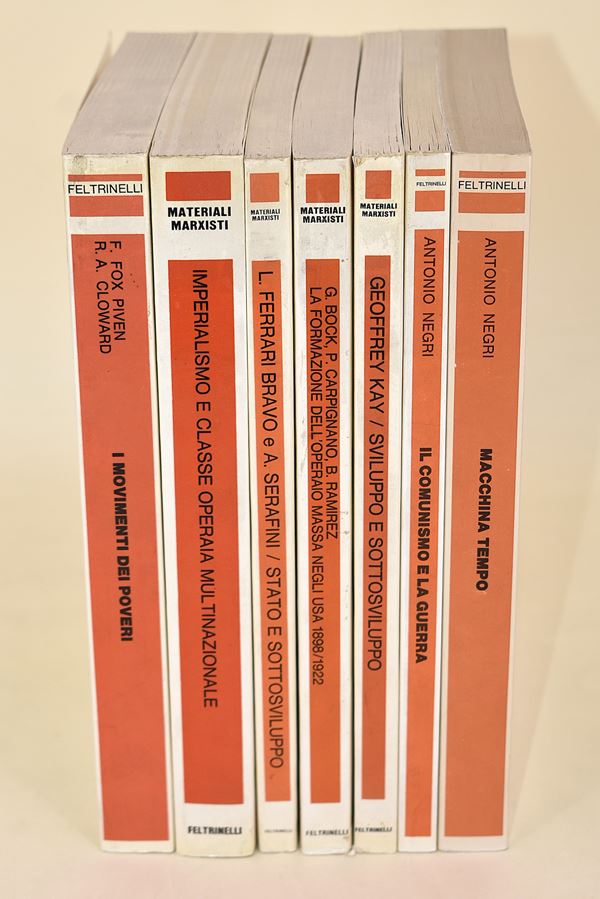 FELTRINELLI
F. FOX PIVEN
R. A. CLOWARD
I MOVIMENTI DEI POVERI
MATERIALI
MARXISTI
IMPERIALISMO E CLASSE OPERAIA MULTINAZIONALE
FELTRINELLI
MATERIALI
MARXISTI
L. FERRARI BRAVO e A. SERAFINI / STATO E SOTTOSVILUPPO
FELTRINELLI
MATERIALI
MARXISTI
G. BOCK, P. CARPIGNANO, B. RAMIREZ
LA FORMAZIONE DELL'OPERAIO MASSA NEGLI USA 1898/1922
FELTRINELLI
MATERIALI
MARXISTI
GEOFFREY KAY / SVILUPPO E SOTTOSVILUPPO
FELTRINELLI
FELTRINELLI
ANTONIO NEGRI
IL COMUNISMO E LA GUERRA
FELTRINELLI
ANTONIO NEGRI
MACCHINA TEMPO